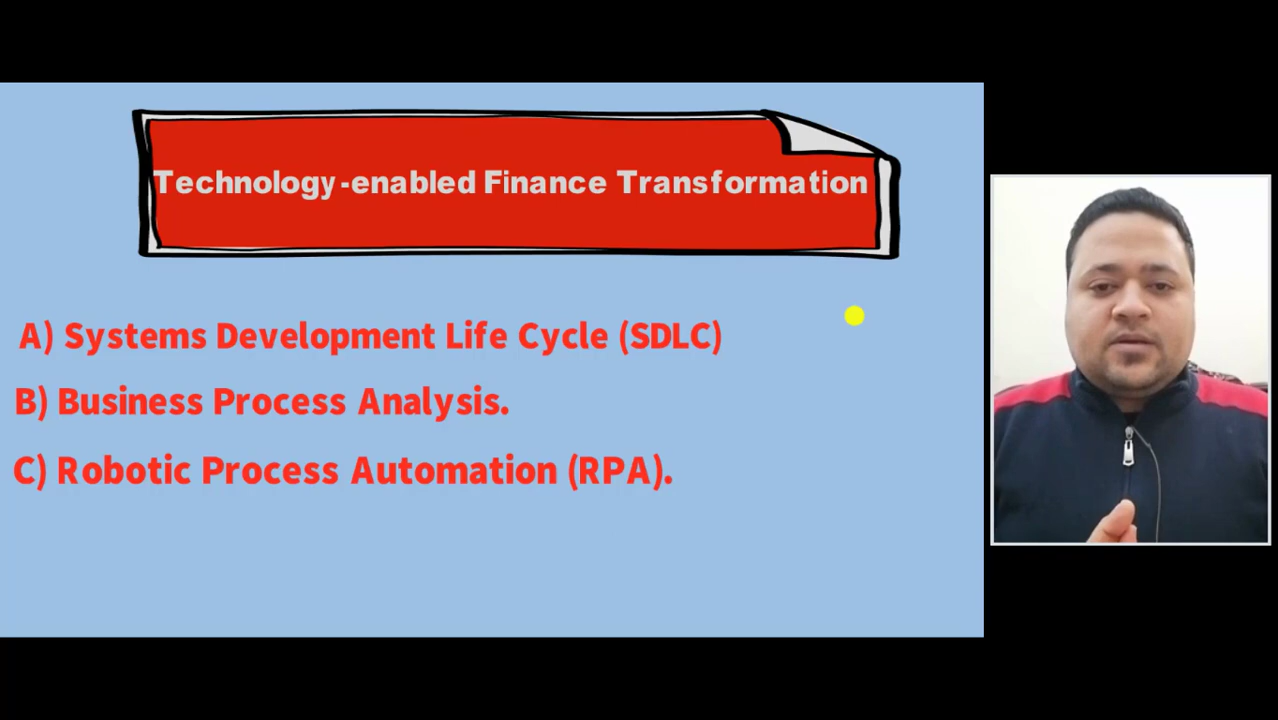 Technology-enabled Finance Transformation
A) Systems Development Life Cycle (SDLC)
B) Business Process Analysis.
C) Robotic Process Automation (RPA).